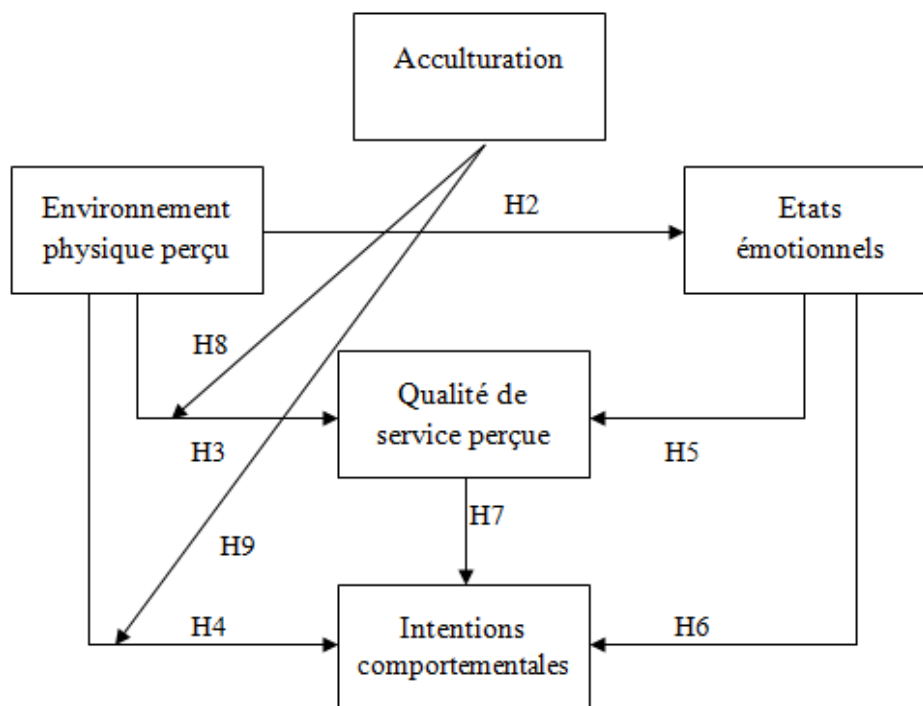 Acculturation
Environnement
physique perçu
H2
Etats
émotionnels
H8
Qualité de
service perçue
H3
H5
H7
H9
H4
Intentions
comportementales
H6